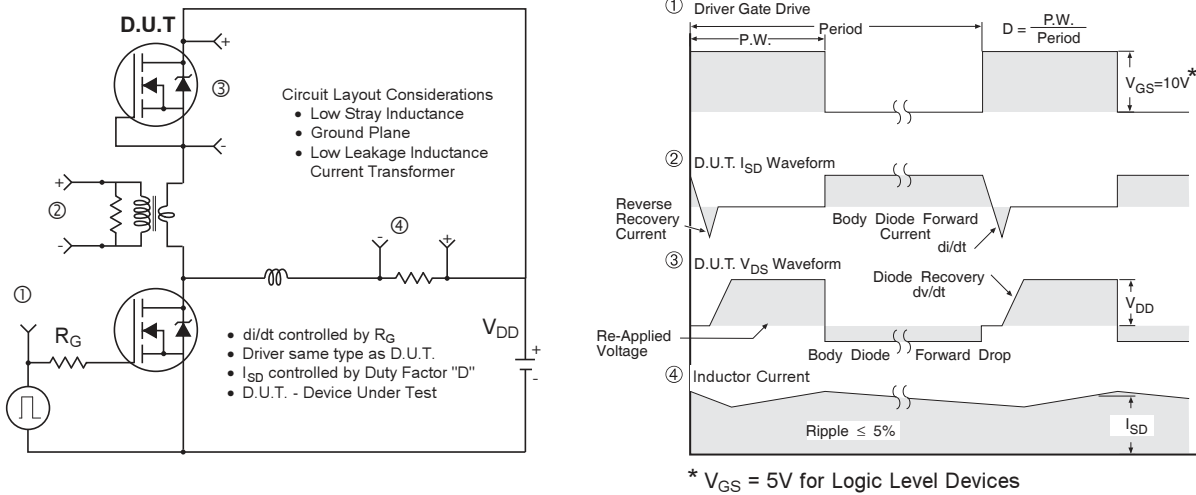 D.U.T
+
③
-
Circuit Layout Considerations
• Low Stray Inductance
• Ground Plane
• Low Leakage Inductance
Current Transformer
+
②
-
④
-
+
①
R_G
V_DD
+
-
• di/dt controlled by R_G
• Driver same type as D.U.T.
• I_SD controlled by Duty Factor "D"
• D.U.T. - Device Under Test
① Driver Gate Drive
P.W.
Period
D = P.W.
Period
V_GS=10V*
② D.U.T. I_SD Waveform
Reverse
Recovery
Current
Body Diode Forward
Current
di/dt
③ D.U.T. V_DS Waveform
Diode Recovery
dv/dt
V_DD
Re-Applied
Voltage
Body Diode Forward Drop
④ Inductor Current
Ripple ≤ 5%
I_SD
* V_GS = 5V for Logic Level Devices